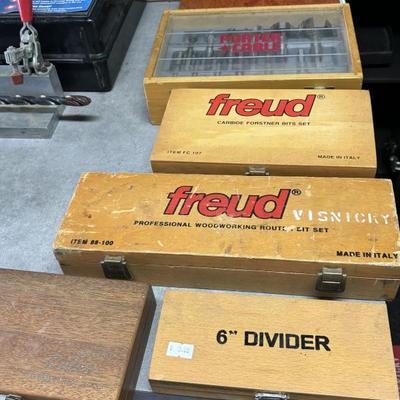 PORTER
+CABLE
freud®
CARBIDE FORSTNER BITS SET
ITEM FC 107
MADE IN ITALY
freud®
VISNICKY
PROFESSIONAL WOODWORKING ROUTER BIT SET
ITEM 88-100
MADE IN ITALY
6" DIVIDER